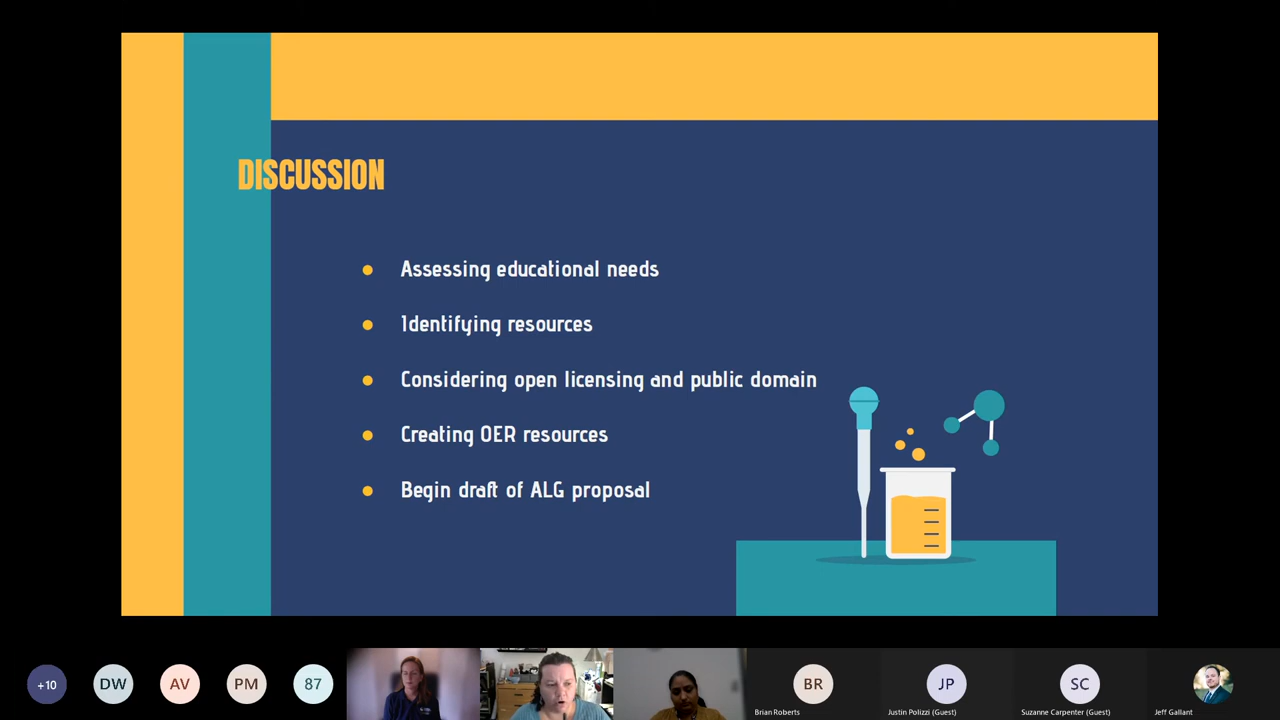 DISCUSSION
Assessing educational needs
Identifying resources
Considering open licensing and public domain
Creating OER resources
Begin draft of ALG proposal
+10
DW
AV
PM
87
BR
JP
SC
Brian Roberts
Justin Polizzi (Guest)
Suzanne Carpenter (Guest)
Jeff Gallant